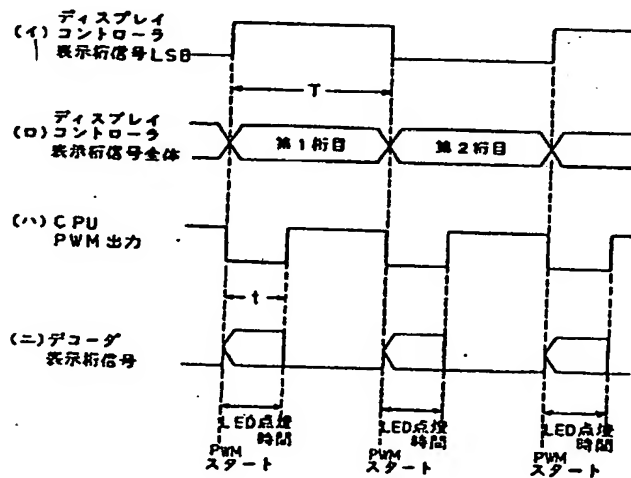 ディスプレイ
(イ) コントローラ
表示桁信号LSB
T
ディスプレイ
(ロ) コントローラ
表示桁信号全体
第1桁目
第2桁目
(ハ) CPU
PWM出力
t
(ニ) デコーダ
表示桁信号
LED点燈
時間
LED点燈
時間
LED点燈
時間
PWM
スタート
PWM
スタート
PWM
スタート